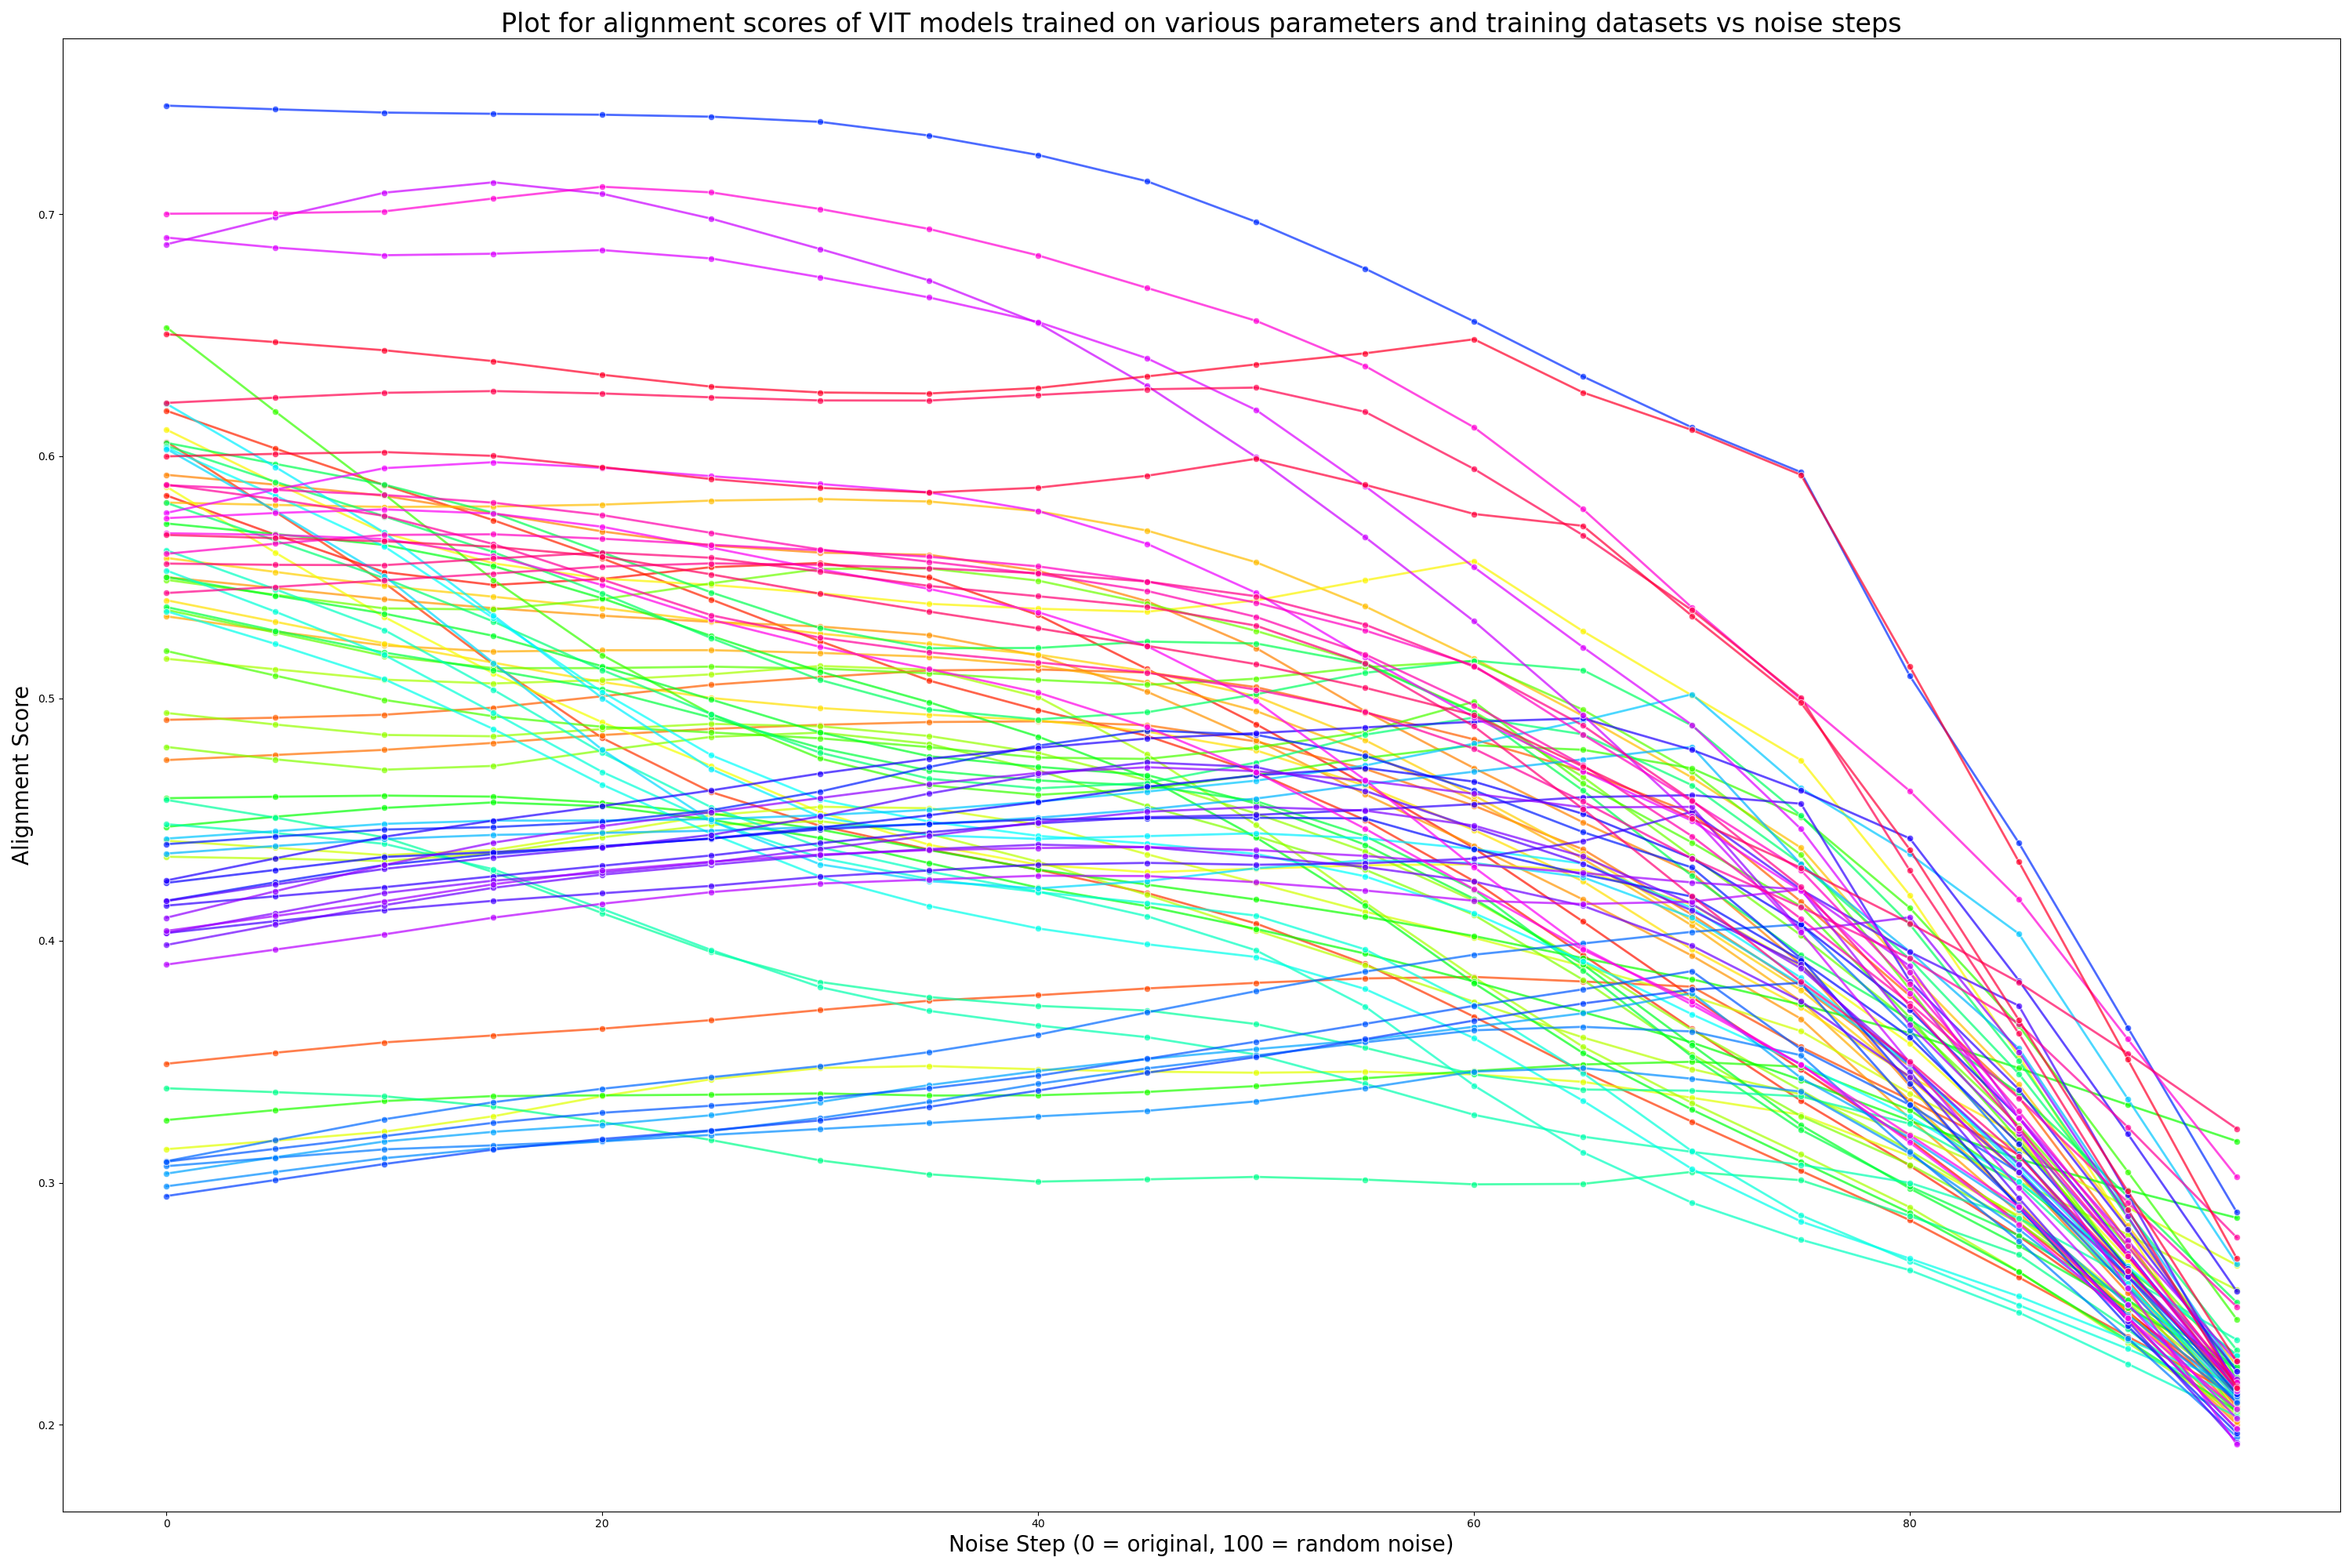 Plot for alignment scores of VIT models trained on various parameters and training datasets vs noise steps
Alignment Score
0.7
0.6
0.5
0.4
0.3
0.2
0 20 40 60 80
Noise Step (0 = original, 100 = random noise)